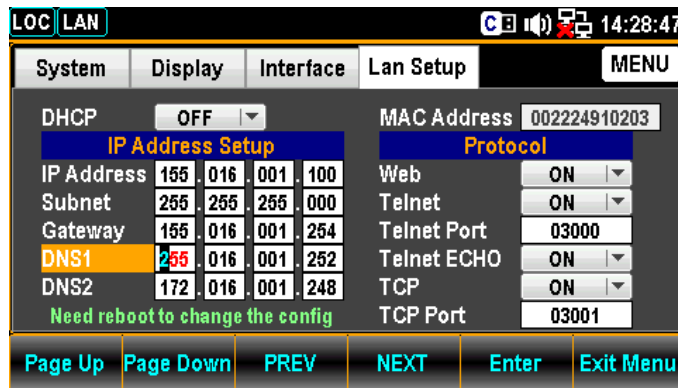 LOC LAN C 14:28:47
System Display Interface Lan Setup MENU
DHCP OFF MAC Address 002224910203
IP Address Setup Protocol
IP Address 155 . 016 . 001 . 100 Web ON
Subnet 255 . 255 . 255 . 000 Telnet ON
Gateway 155 . 016 . 001 . 254 Telnet Port 03000
DNS1 255 . 016 . 001 . 252 Telnet ECHO ON
DNS2 172 . 016 . 001 . 248 TCP ON
Need reboot to change the config TCP Port 03001
Page Up Page Down PREV NEXT Enter Exit Menu